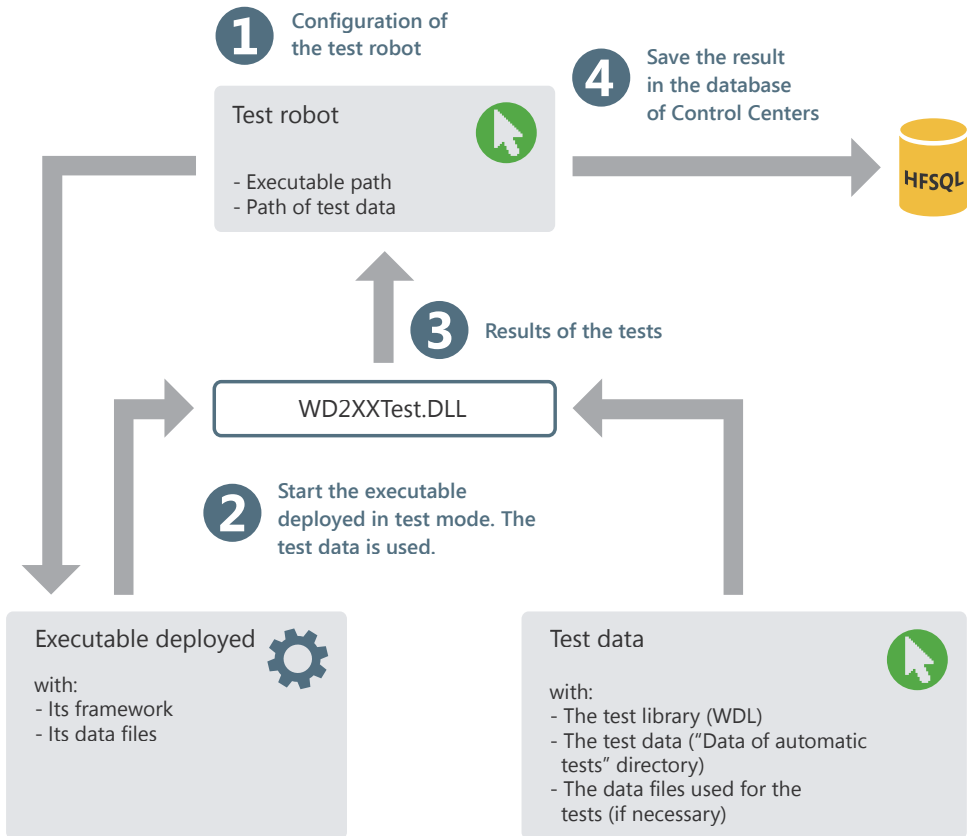 1
Configuration of
the test robot
4
Save the result
in the database
of Control Centers
Test robot
- Executable path
- Path of test data
HFSQL
3
Results of the tests
WD2XXTest.DLL
2
Start the executable
deployed in test mode. The
test data is used.
Executable deployed
with:
- Its framework
- Its data files
Test data
with:
- The test library (WDL)
- The test data (“Data of automatic
tests” directory)
- The data files used for the
tests (if necessary)